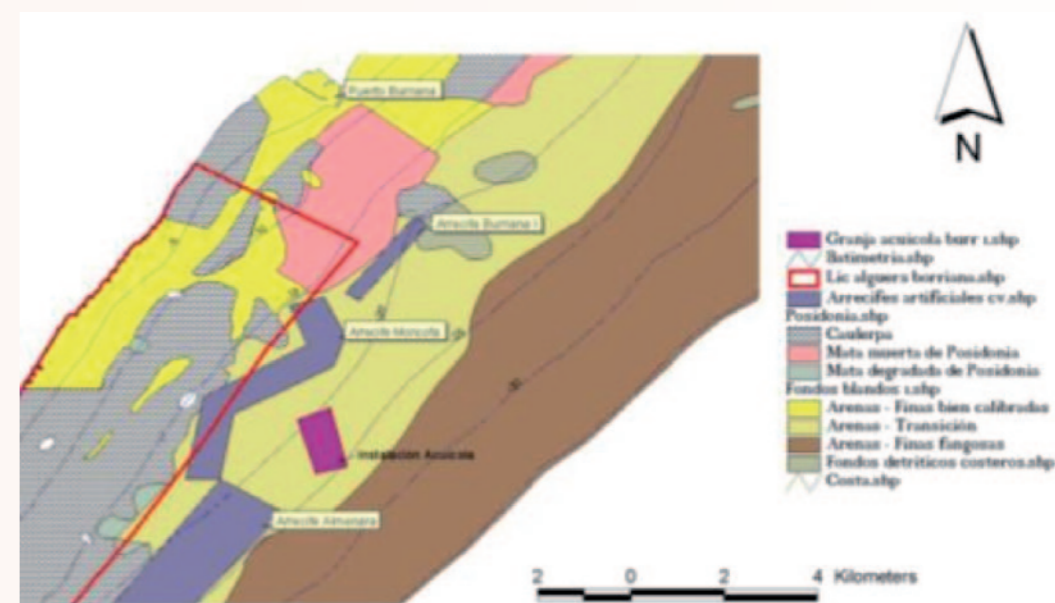 Puerto Burriana
Arrecife Burriana I
Arrecife Moncofa
Instalación Acuícola
Arrecife Almenara
N
Granja acuicola burr 1.shp
Batimetria.shp
Lic alguera borriana.shp
Arrecifes artificiales cv.shp
Posidonia.shp
Caulerpa
Mata muerta de Posidonia
Mata degradada de Posidonia
Fondos blandos 1.shp
Arenas - Finas bien calibradas
Arenas - Transición
Arenas - Finas fangosas
Fondos detríticos costeros.shp
Costa.shp
2 0 2 4 Kilometers